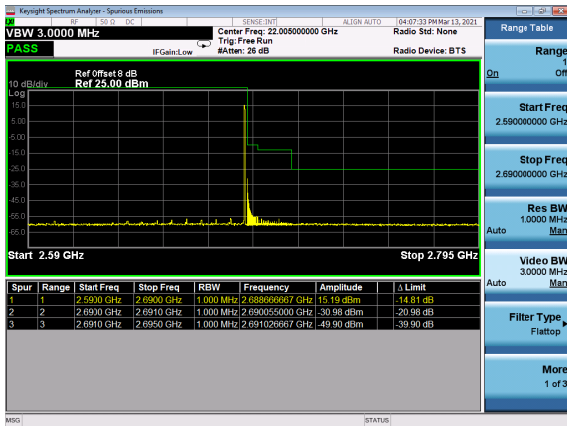 Keysight Spectrum Analyzer - Spurious Emissions
RF 50 Ω DC SENSE:INT ALIGN AUTO 04:07:33 PM Mar 13, 2021
VBW 3.0000 MHz
Center Freq: 22.005000000 GHz
Radio Std: None
Trig: Free Run
PASS
IFGain:Low
#Atten: 26 dB
Radio Device: BTS
Ref Offset 8 dB
10 dB/div Ref 25.00 dBm
Log
15.0
5.00
-5.00
-15.0
-25.0
-35.0
-45.0
-55.0
-65.0
Start 2.59 GHz Stop 2.795 GHz
Spur Range Start Freq Stop Freq RBW Frequency Amplitude Δ Limit
1 1 2.5900 GHz 2.6900 GHz 1.000 MHz 2.688666667 GHz 15.19 dBm -14.81 dB
2 2 2.6900 GHz 2.6910 GHz 1.000 MHz 2.690055000 GHz -30.98 dBm -20.98 dB
3 3 2.6910 GHz 2.6950 GHz 1.000 MHz 2.691026667 GHz -49.90 dBm -39.90 dB
MSG STATUS
Range Table
Range
1
On Off
Start Freq
2.590000000 GHz
Stop Freq
2.690000000 GHz
Res BW
1.0000 MHz
Auto Man
Video BW
3.0000 MHz
Auto Man
Filter Type
Flattop
More
1 of 3